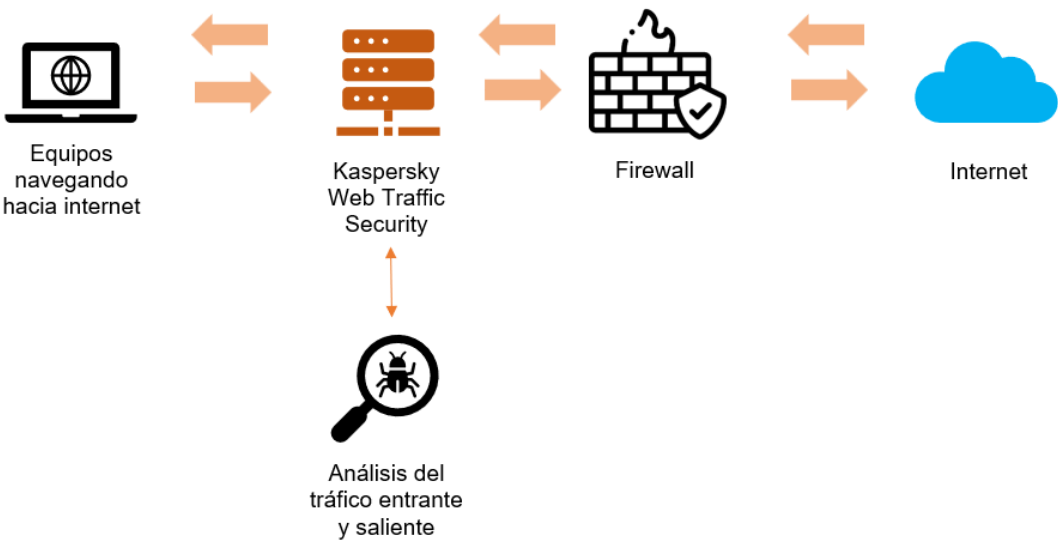 Equipos
navegando
hacia internet
Kaspersky
Web Traffic
Security
Firewall
Internet
Análisis del
tráfico entrante
y saliente